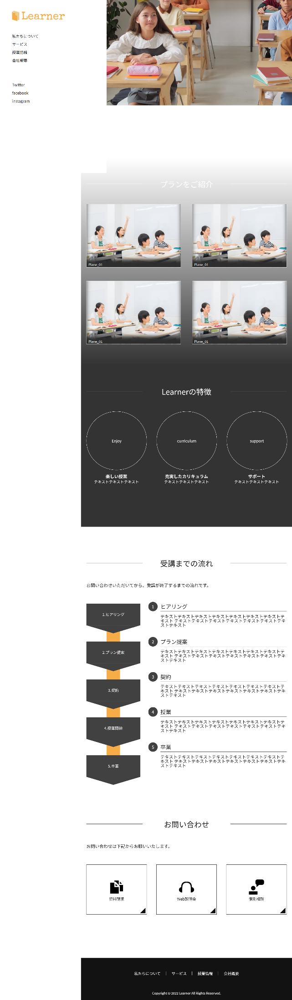 Learner
私たちについて
サービス
授業情報
会社概要
Twitter
facebook
instagram
プランをご紹介
Plane_01
Plane_01
Plane_01
Plane_01
Learnerの特徴
Enjoy
curriculum
support
楽しい授業
テキストテキストテキスト
充実したカリキュラム
テキストテキストテキスト
サポート
テキストテキストテキスト
受講までの流れ
お問い合わせいただいてから、受講が終了するまでの流れです。
1.ヒアリング
2.プラン提案
3.契約
4.授業開始
5.卒業
1 ヒアリング
テキストテキストテキストテキストテキストテキストテキストテ
キスト テキストテキストテキストテキストテキストテキストテキ
ストテキスト
2 プラン提案
テキストテキストテキストテキストテキストテキストテキストテ
キスト テキストテキストテキストテキストテキストテキストテキ
ストテキスト
3 契約
テキストテキストテキストテキストテキストテキストテキストテ
キスト テキストテキストテキストテキストテキストテキストテキ
ストテキスト
4 授業
テキストテキストテキストテキストテキストテキストテキストテ
キスト テキストテキストテキストテキストテキストテキストテキ
ストテキスト
5 卒業
テキストテキストテキストテキストテキストテキストテキストテ
キスト テキストテキストテキストテキストテキストテキストテキ
ストテキスト
お問い合わせ
お問い合わせは下記からお願いいたします。
資料請求
Web説明会
個別相談
私たちについて | サービス | 授業情報 | 会社概要
Copyright © 2022 Learner All Rights Reserved.